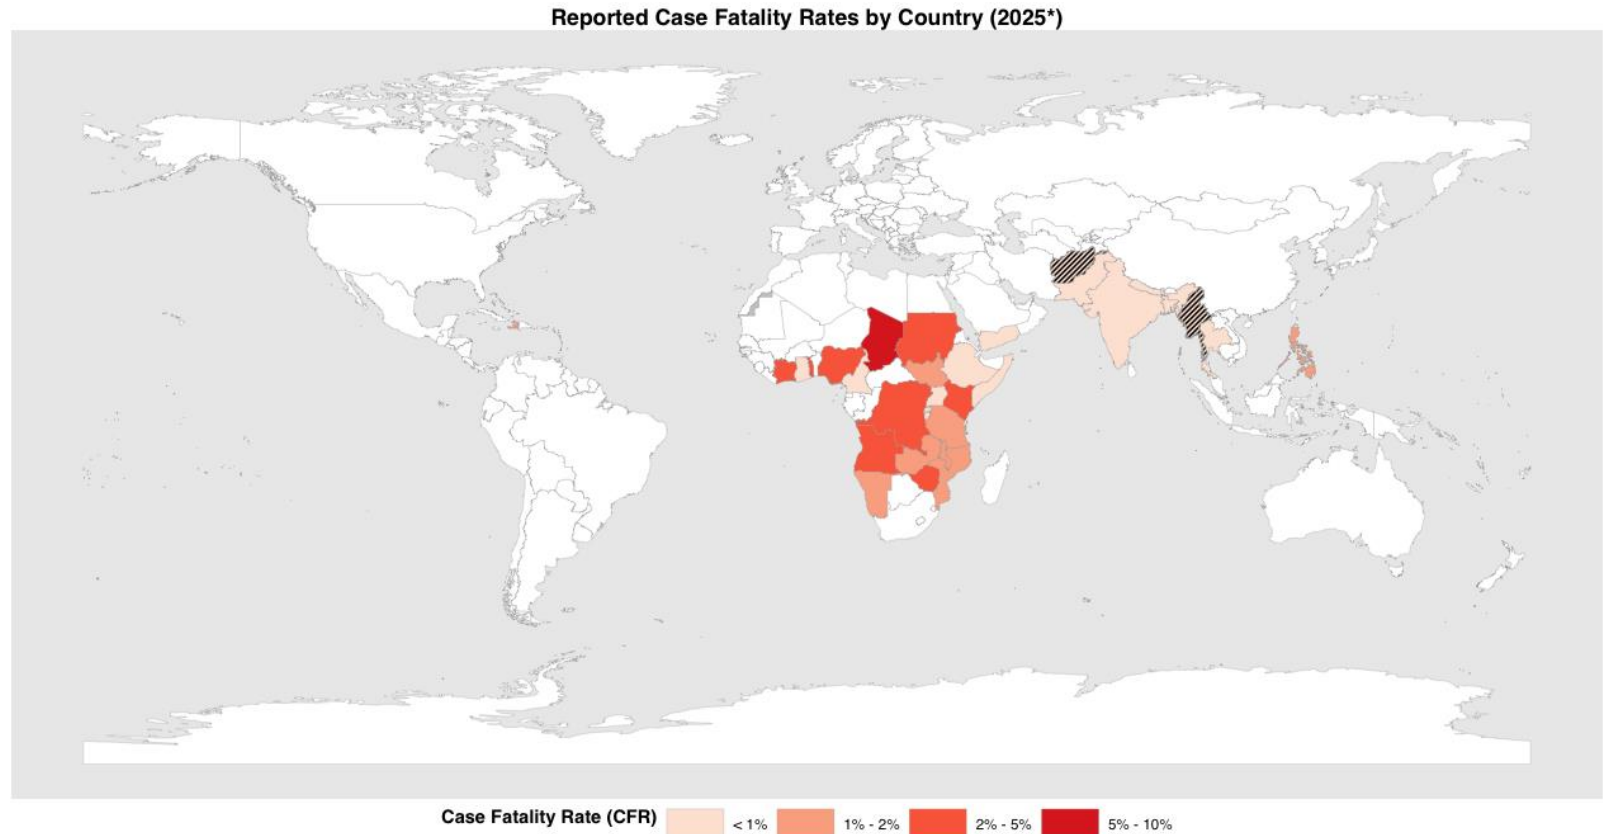 Reported Case Fatality Rates by Country (2025*)
Case Fatality Rate (CFR) < 1% 1% - 2% 2% - 5% 5% - 10%